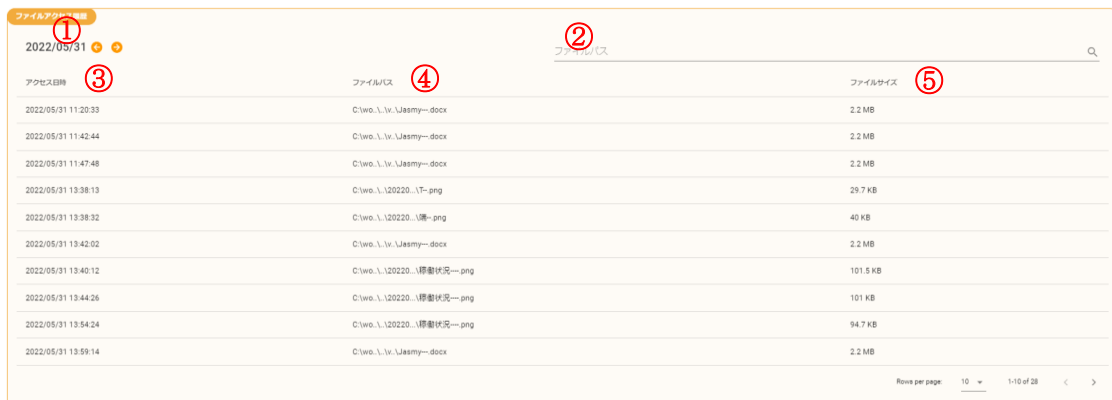 ファイルアクセス情報
①
2022/05/31
②
ファイルパス
アクセス日時 ③ ファイルパス ④ ファイルサイズ ⑤
2022/05/31 11:20:33 C:\wo..\..\v..\Jasmy---.docx 2.2 MB
2022/05/31 11:42:44 C:\wo..\..\v..\Jasmy---.docx 2.2 MB
2022/05/31 11:47:48 C:\wo..\..\v..\Jasmy---.docx 2.2 MB
2022/05/31 13:38:13 C:\wo..\..\20220...\T--.png 29.7 KB
2022/05/31 13:38:32 C:\wo..\..\20220...\隅--.png 40 KB
2022/05/31 13:42:02 C:\wo..\..\v..\Jasmy---.docx 2.2 MB
2022/05/31 13:40:12 C:\wo..\..\20220...\稼働状況----.png 101.5 KB
2022/05/31 13:44:26 C:\wo..\..\20220...\稼働状況----.png 101 KB
2022/05/31 13:54:24 C:\wo..\..\20220...\稼働状況----.png 94.7 KB
2022/05/31 13:59:14 C:\wo..\..\v..\Jasmy---.docx 2.2 MB
Rows per page: 10 1-10 of 28